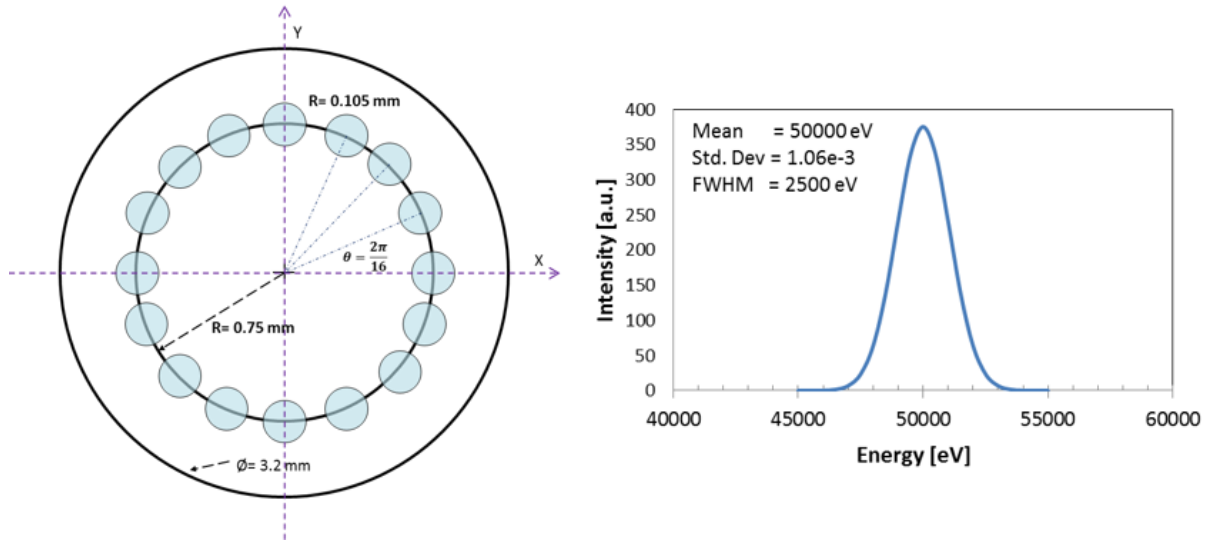 Y
R= 0.105 mm
X
θ = 2π/16
R= 0.75 mm
Ø= 3.2 mm
400
350
300
250
200
150
100
50
0
Intensity [a.u.]
Mean = 50000 eV
Std. Dev = 1.06e-3
FWHM = 2500 eV
40000 45000 50000 55000 60000
Energy [eV]